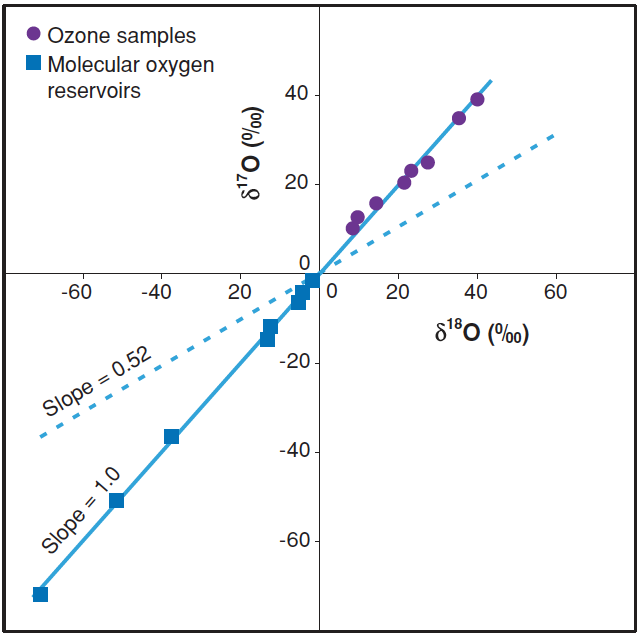 Ozone samples
Molecular oxygen
reservoirs
δ¹⁷O (‰)
40
20
0
-60
-40
20
0
20
40
60
δ¹⁸O (‰)
-20
-40
-60
Slope = 0.52
Slope = 1.0